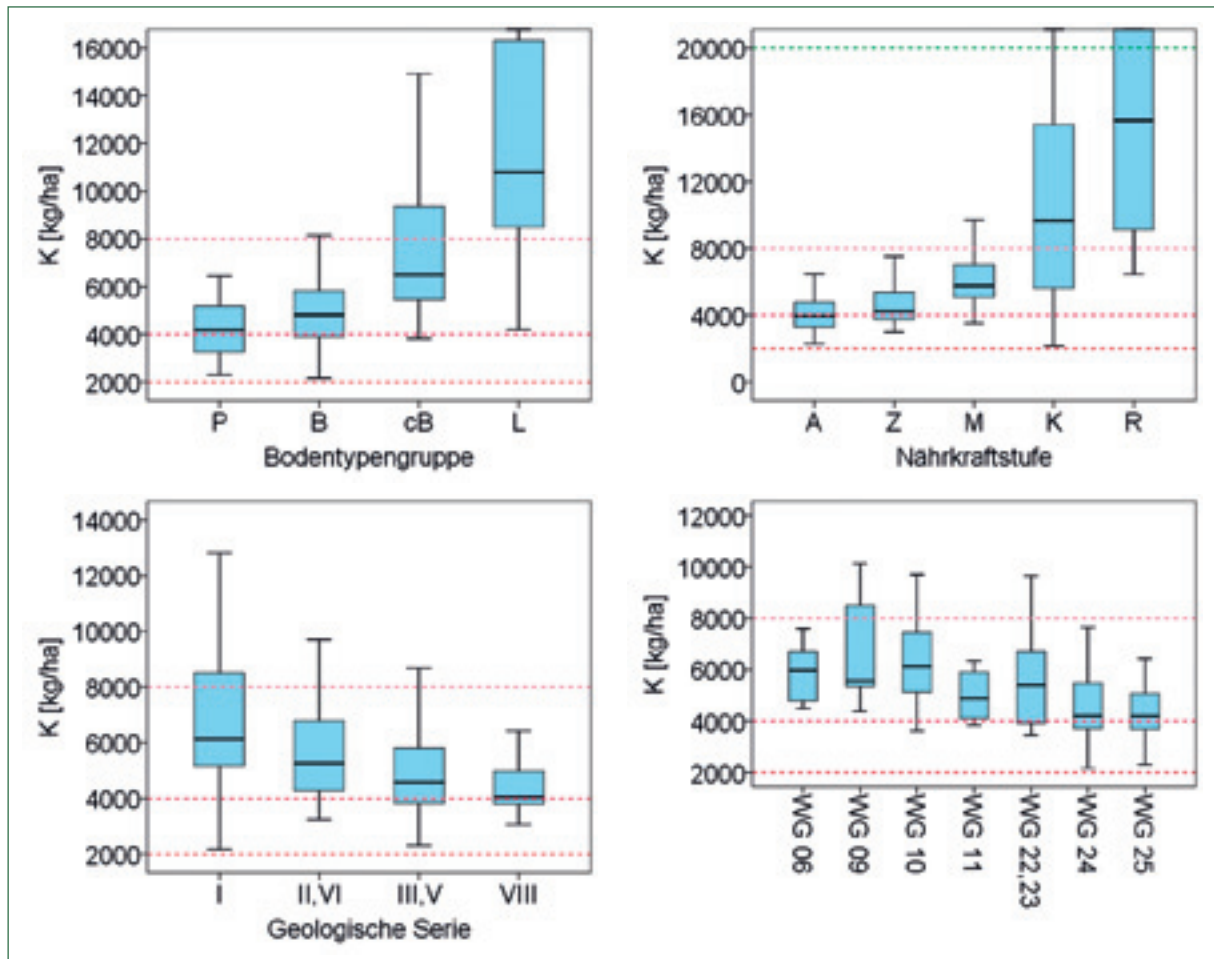 16000
14000
12000
10000
8000
6000
4000
2000
K [kg/ha]
P B cB L
Bodentypengruppe
20000
16000
12000
8000
4000
0
K [kg/ha]
A Z M K R
Nährkraftstufe
14000
12000
10000
8000
6000
4000
2000
K [kg/ha]
I II,VI III,V VIII
Geologische Serie
12000
10000
8000
6000
4000
2000
K [kg/ha]
WG 06
WG 09
WG 10
WG 11
WG 22,23
WG 24
WG 25